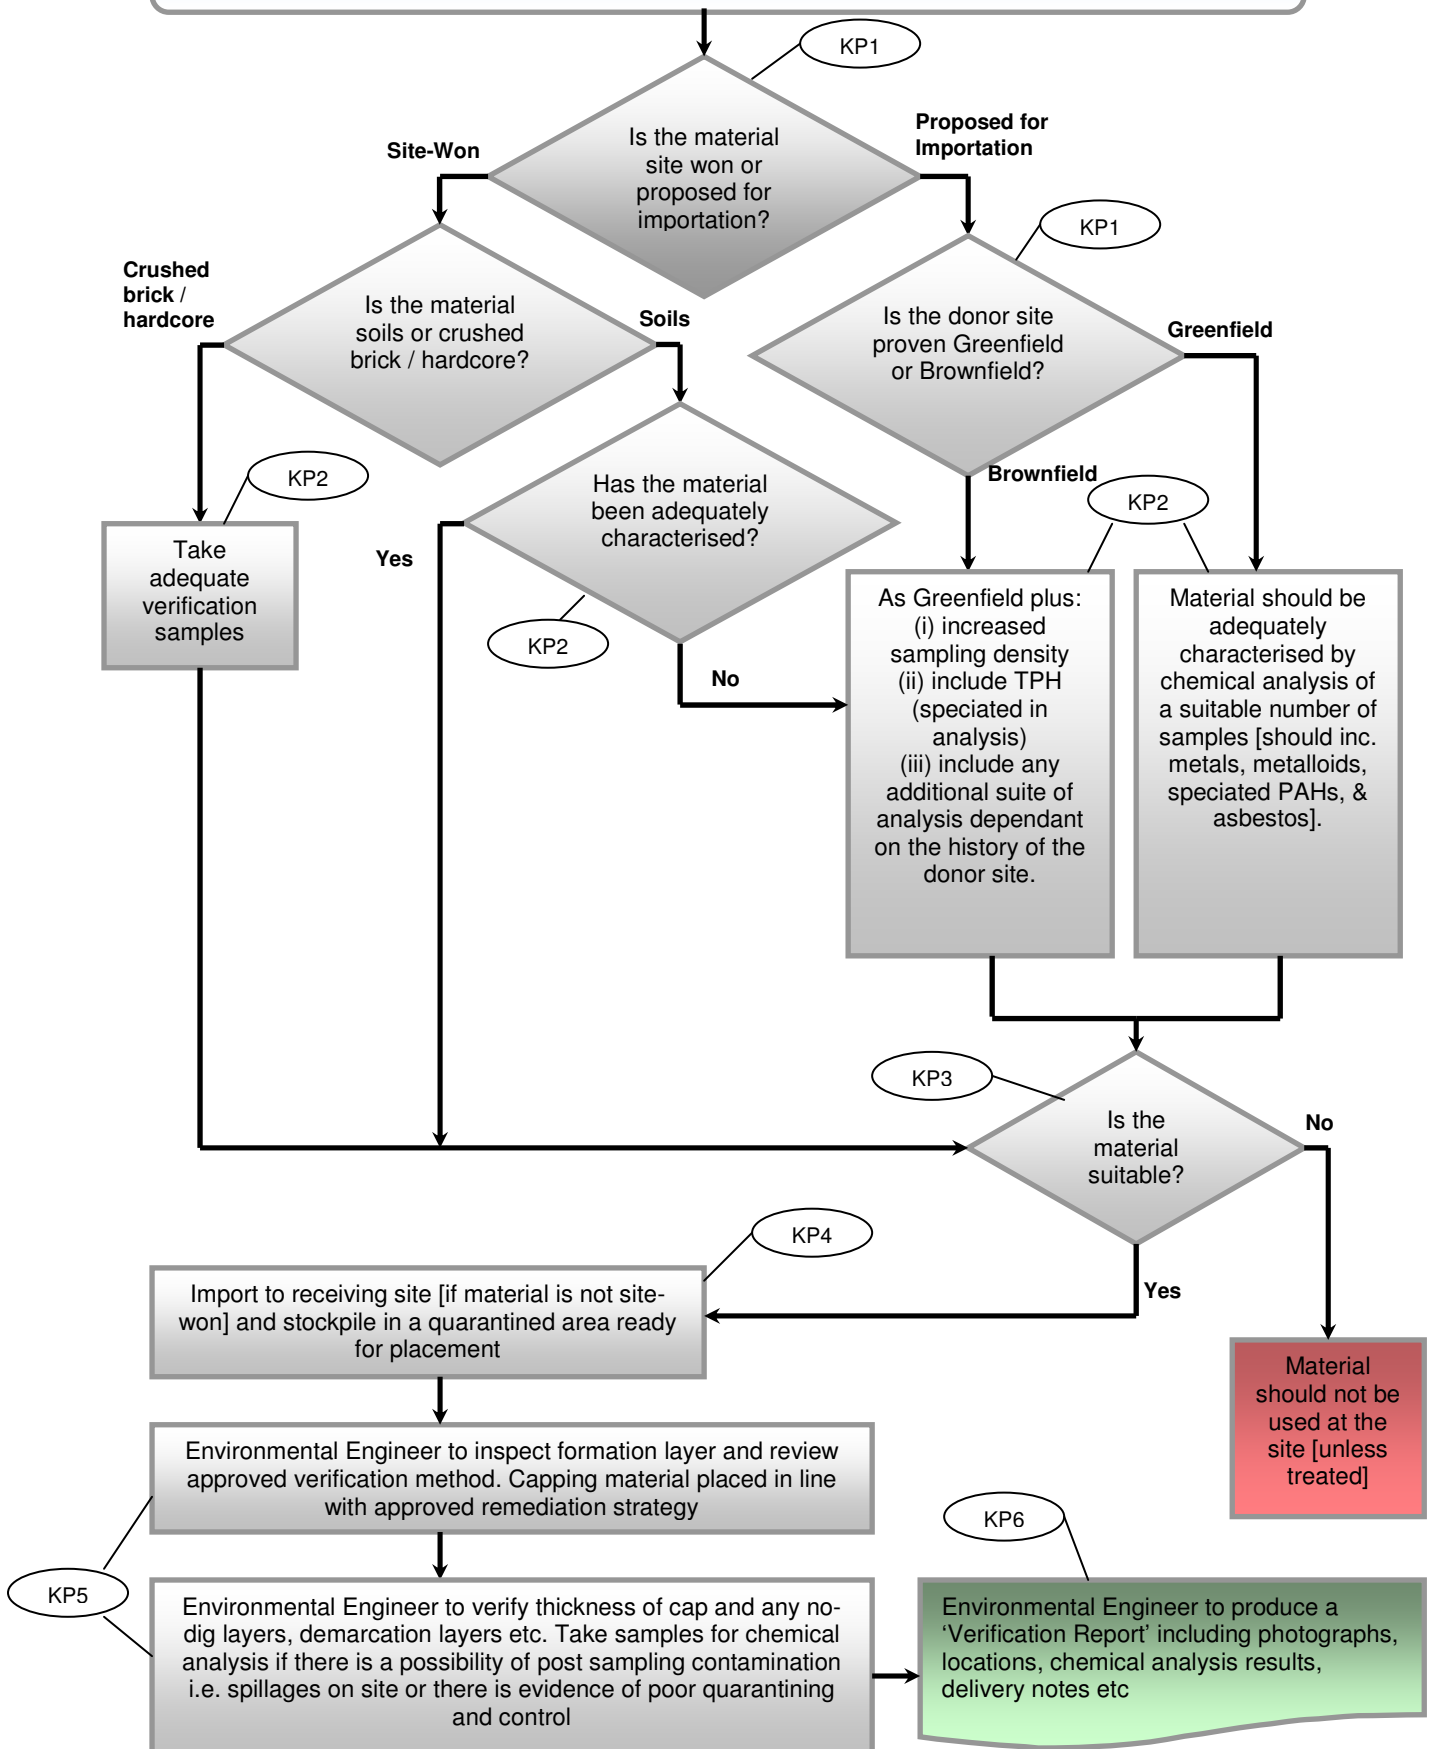 KP1
Is the material
site won or
proposed for
importation?
Site-Won
Proposed for
Importation
KP1
Crushed
brick /
hardcore
Is the material
soils or crushed
brick / hardcore?
Soils
Is the donor site
proven Greenfield
or Brownfield?
Greenfield
Brownfield
KP2
Has the material
been adequately
characterised?
KP2
Take
adequate
verification
samples
Yes
KP2
No
As Greenfield plus:
(i) increased
sampling density
(ii) include TPH
(speciated in
analysis)
(iii) include any
additional suite of
analysis dependant
on the history of the
donor site.
Material should be
adequately
characterised by
chemical analysis of
a suitable number of
samples [should inc.
metals, metalloids,
speciated PAHs, &
asbestos].
KP3
Is the
material
suitable?
No
Yes
KP4
Import to receiving site [if material is not site-
won] and stockpile in a quarantined area ready
for placement
Material
should not be
used at the
site [unless
treated]
Environmental Engineer to inspect formation layer and review
approved verification method. Capping material placed in line
with approved remediation strategy
KP5
KP6
Environmental Engineer to verify thickness of cap and any no-
dig layers, demarcation layers etc. Take samples for chemical
analysis if there is a possibility of post sampling contamination
i.e. spillages on site or there is evidence of poor quarantining
and control
Environmental Engineer to produce a
‘Verification Report’ including photographs,
locations, chemical analysis results,
delivery notes etc